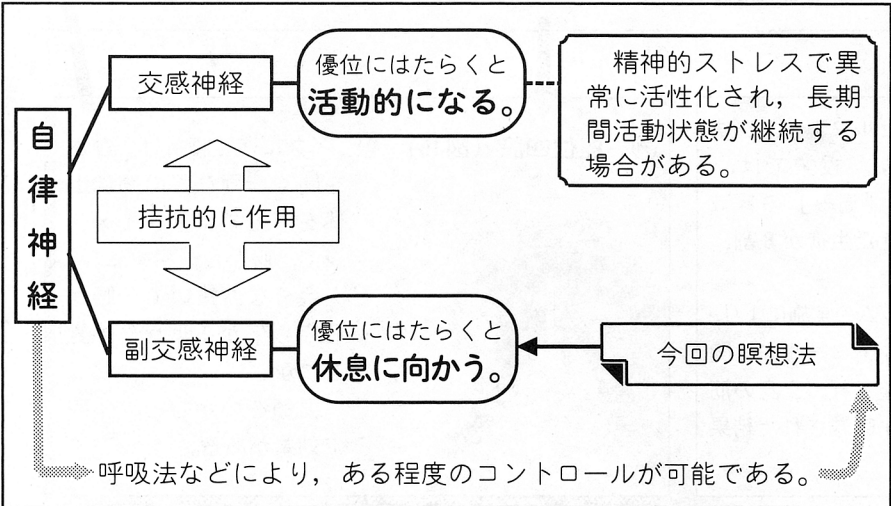 自律神経
交感神経
優位にはたらくと
活動的になる。
精神的ストレスで異
常に活性化され，長期
間活動状態が継続する
場合がある。
拮抗的に作用
副交感神経
優位にはたらくと
休息に向かう。
今回の瞑想法
呼吸法などにより，ある程度のコントロールが可能である。